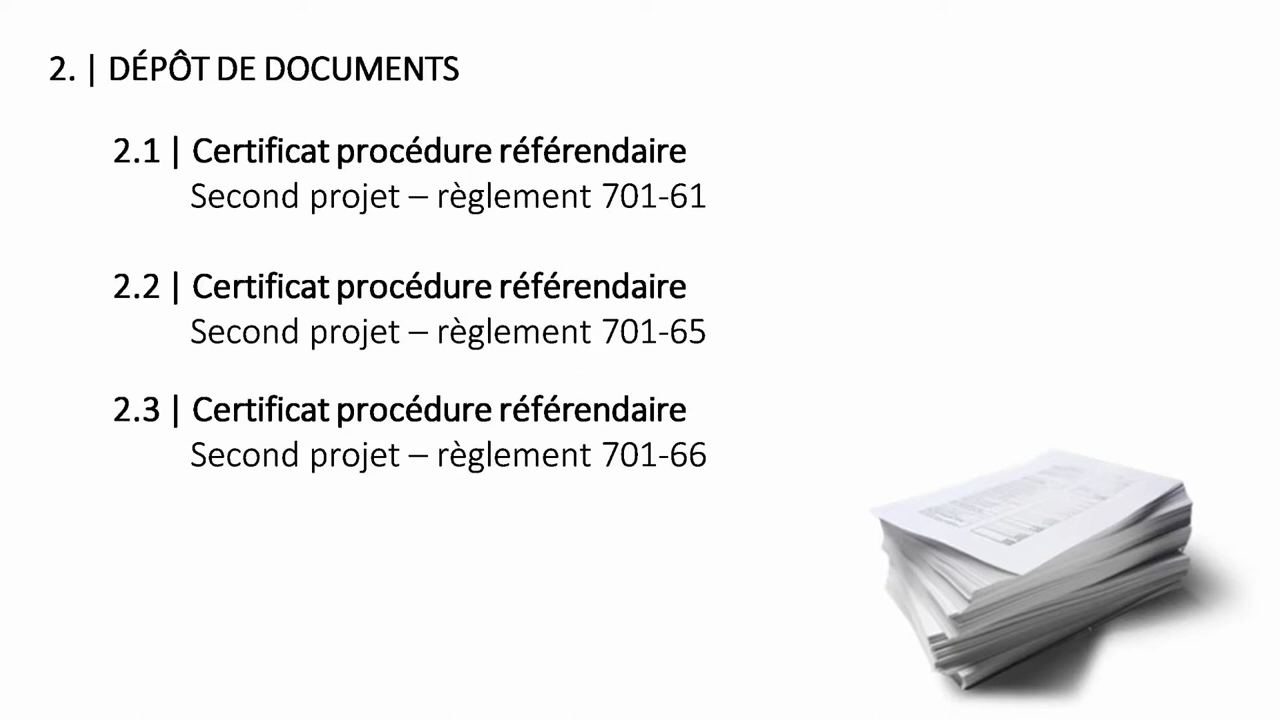 2. | DÉPÔT DE DOCUMENTS
2.1 | Certificat procédure référendaire
Second projet – règlement 701-61
2.2 | Certificat procédure référendaire
Second projet – règlement 701-65
2.3 | Certificat procédure référendaire
Second projet – règlement 701-66